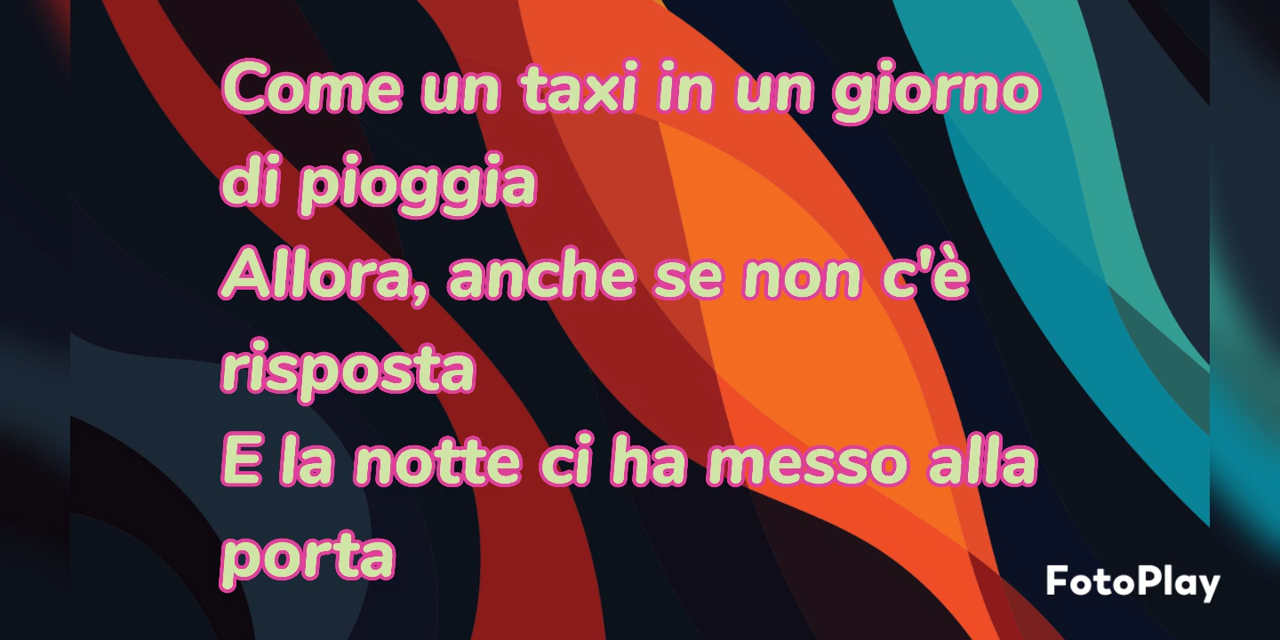 Come un taxi in un giorno
di pioggia
Allora, anche se non c'è
risposta
E la notte ci ha messo alla
porta
FotoPlay